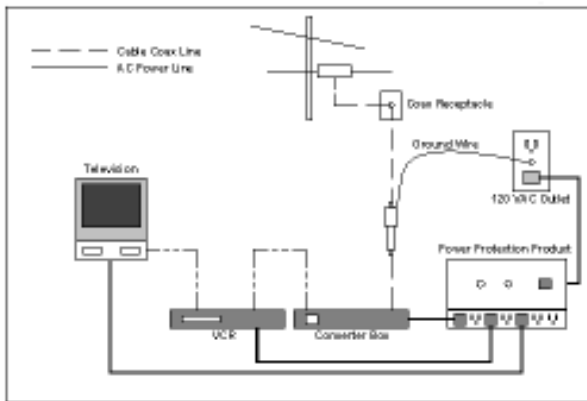 Cable Coax Line
AC Power Line
Coax Receptacle
Ground Wire
Television
120 VAC Outlet
Power Protection Product
VCR
Converter Box